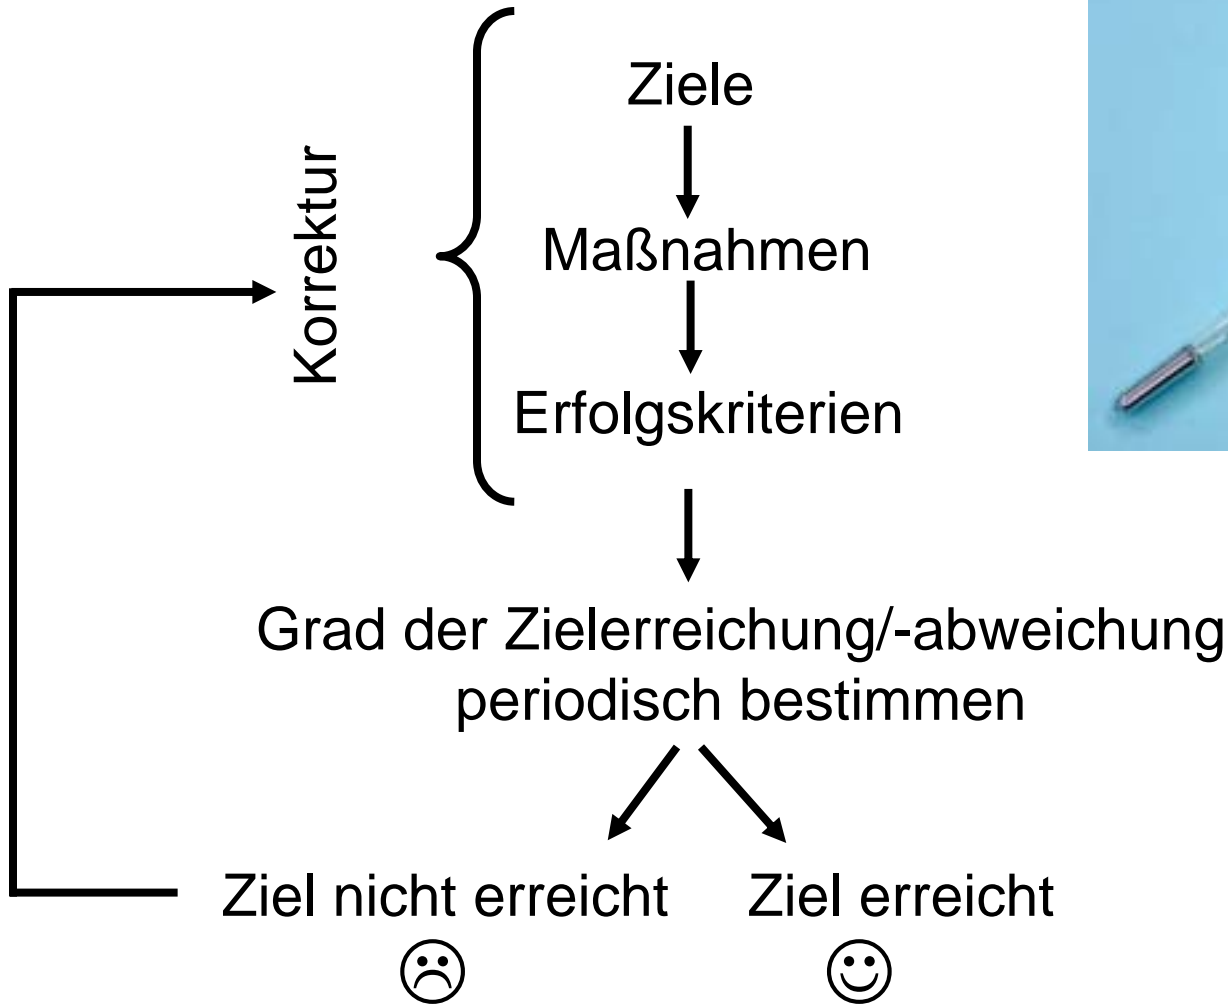 Ziele
Maßnahmen
Korrektur
Erfolgskriterien
Grad der Zielerreichung/-abweichung
periodisch bestimmen
Ziel nicht erreicht
Ziel erreicht